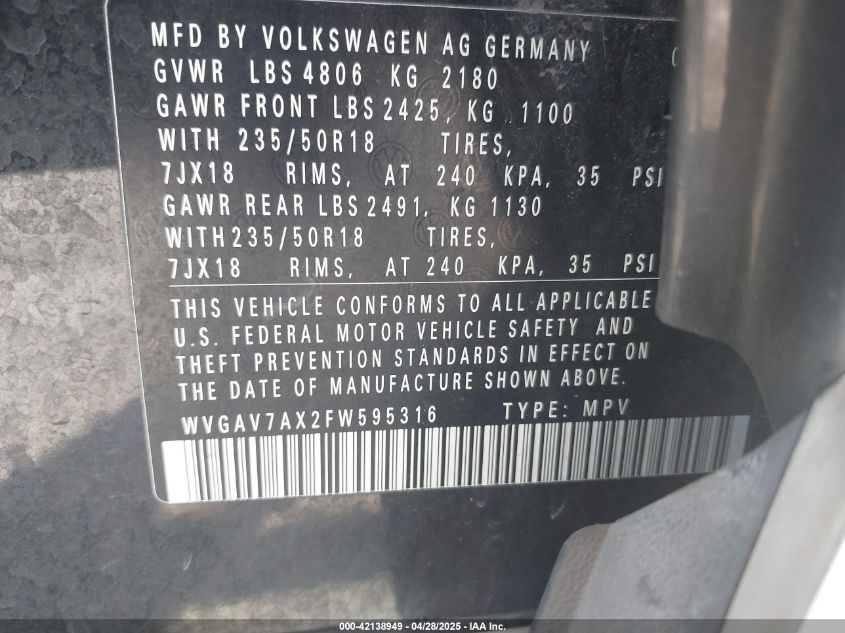 MFD BY VOLKSWAGEN AG GERMANY
GVWR LBS 4806 KG 2180
GAWR FRONT LBS 2425, KG 1100
WITH 235/50R18 TIRES,
7JX18 RIMS, AT 240 KPA, 35 PSI
GAWR REAR LBS 2491, KG 1130
WITH 235/50R18 TIRES,
7JX18 RIMS, AT 240 KPA, 35 PSI
THIS VEHICLE CONFORMS TO ALL APPLICABLE
U.S. FEDERAL MOTOR VEHICLE SAFETY AND
THEFT PREVENTION STANDARDS IN EFFECT ON
THE DATE OF MANUFACTURE SHOWN ABOVE.
WVGAV7AX2FW595316 TYPE: MPV
000-42138949 - 04/28/2025 - IAA Inc.